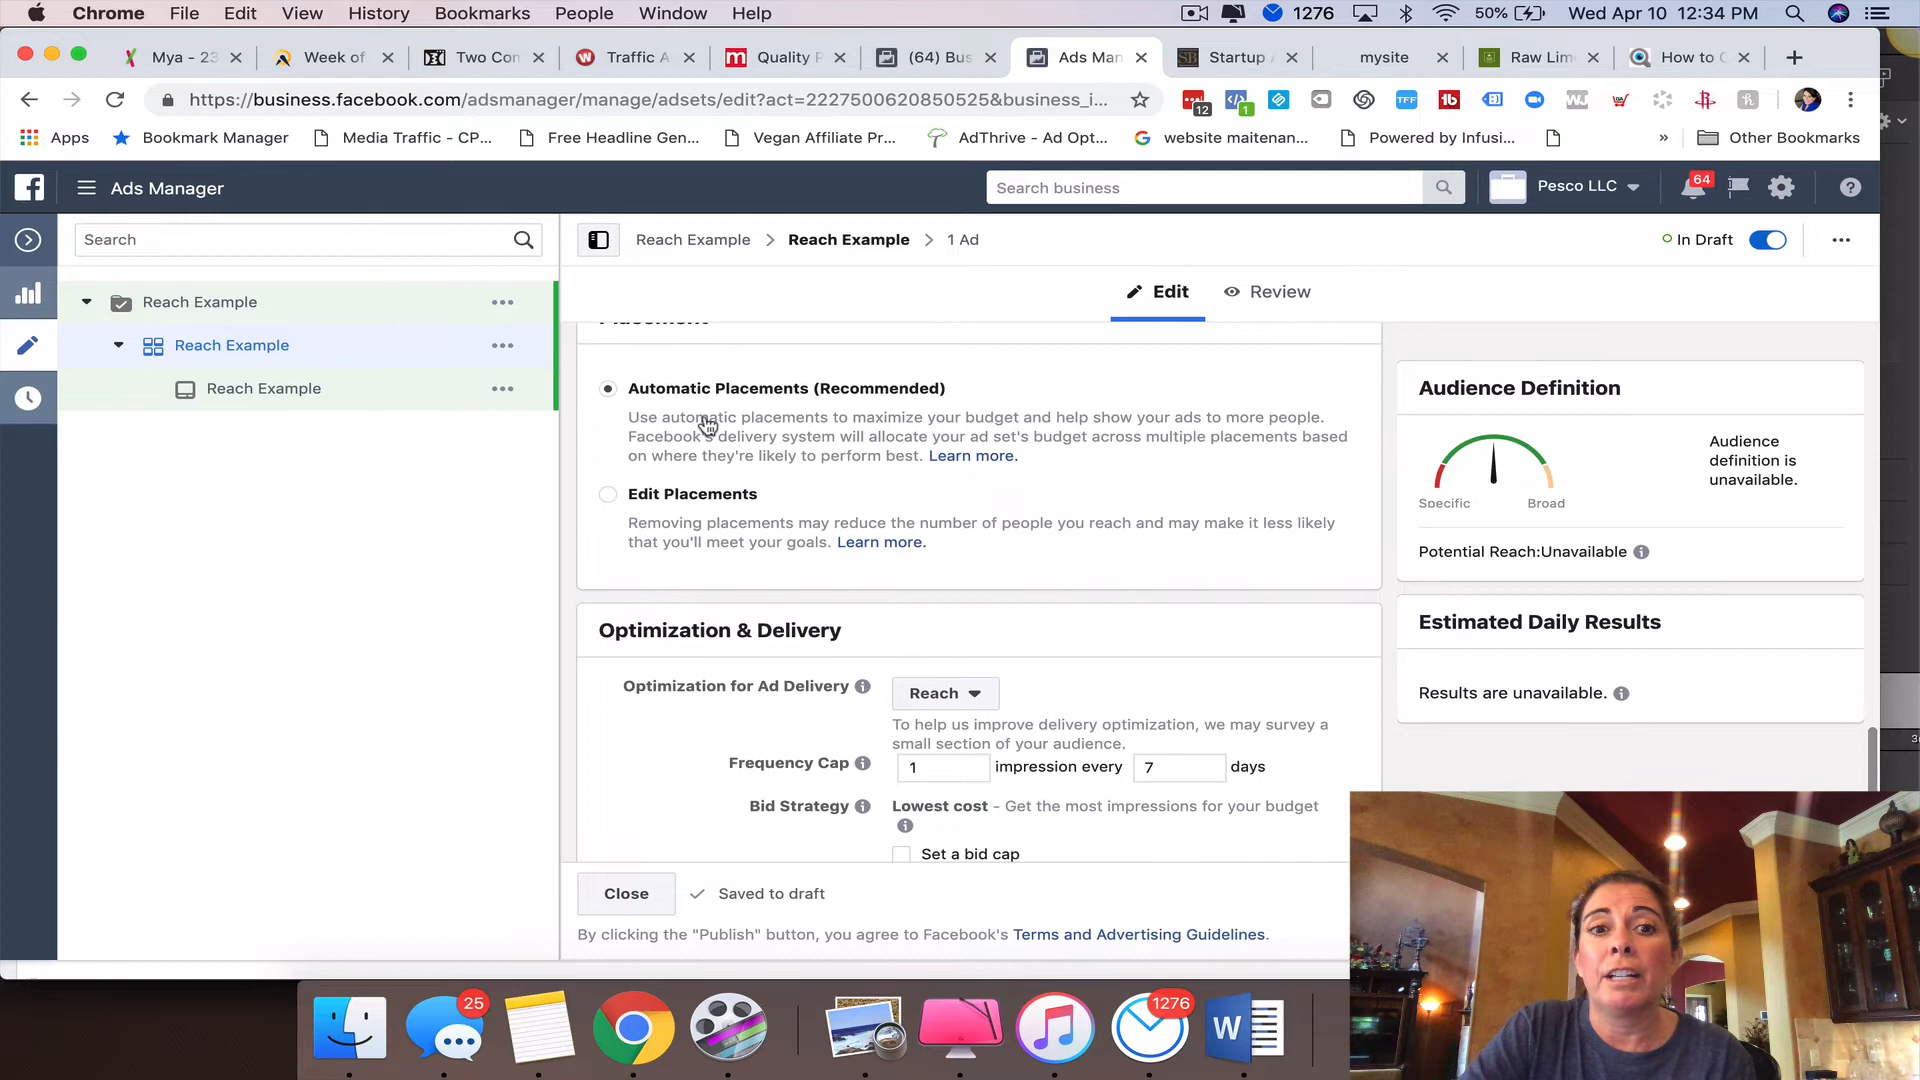 Chrome File Edit View History Bookmarks People Window Help 1276 50% Wed Apr 10 12:34 PM
Mya - 23 Week of Two Con Traffic A Quality P (64) Bus Ads Man Startup A mysite Raw Lim How to C
https://business.facebook.com/adsmanager/manage/adsets/edit?act=2227500620850525&business_i... 12 1 TFF
Apps Bookmark Manager Media Traffic - CP... Free Headline Gen... Vegan Affiliate Pr... AdThrive - Ad Opt... website maitenan... Powered by Infusi... » Other Bookmarks
Ads Manager Search business Pesco LLC 64
Search Reach Example > Reach Example > 1 Ad In Draft
Edit Review
Reach Example
Reach Example
Reach Example
Placement
Automatic Placements (Recommended)
Use automatic placements to maximize your budget and help show your ads to more people.
Facebook's delivery system will allocate your ad set's budget across multiple placements based
on where they're likely to perform best. Learn more.
Edit Placements
Removing placements may reduce the number of people you reach and may make it less likely
that you'll meet your goals. Learn more.
Optimization & Delivery
Optimization for Ad Delivery Reach
To help us improve delivery optimization, we may survey a
small section of your audience.
Frequency Cap 1 impression every 7 days
Bid Strategy Lowest cost - Get the most impressions for your budget
Set a bid cap
Close Saved to draft
By clicking the "Publish" button, you agree to Facebook's Terms and Advertising Guidelines.
Audience Definition
Audience
definition is
unavailable.
Specific Broad
Potential Reach:Unavailable
Estimated Daily Results
Results are unavailable.
25 1276 W